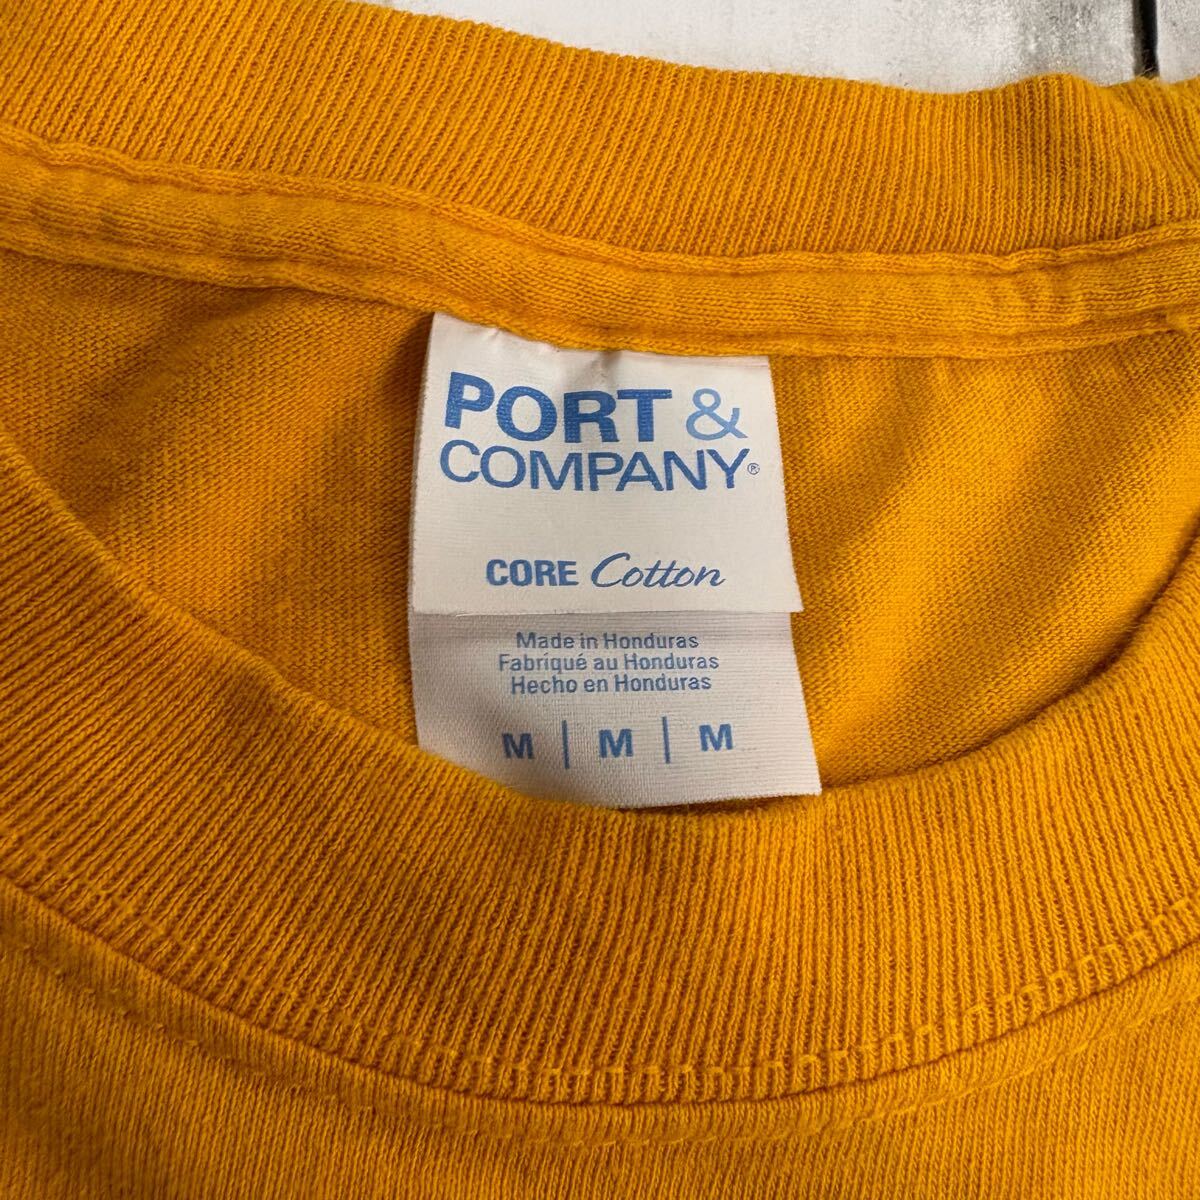 PORT &
COMPANY®
CORE Cotton
Made in Honduras
Fabriqué au Honduras
Hecho en Honduras
M | M | M